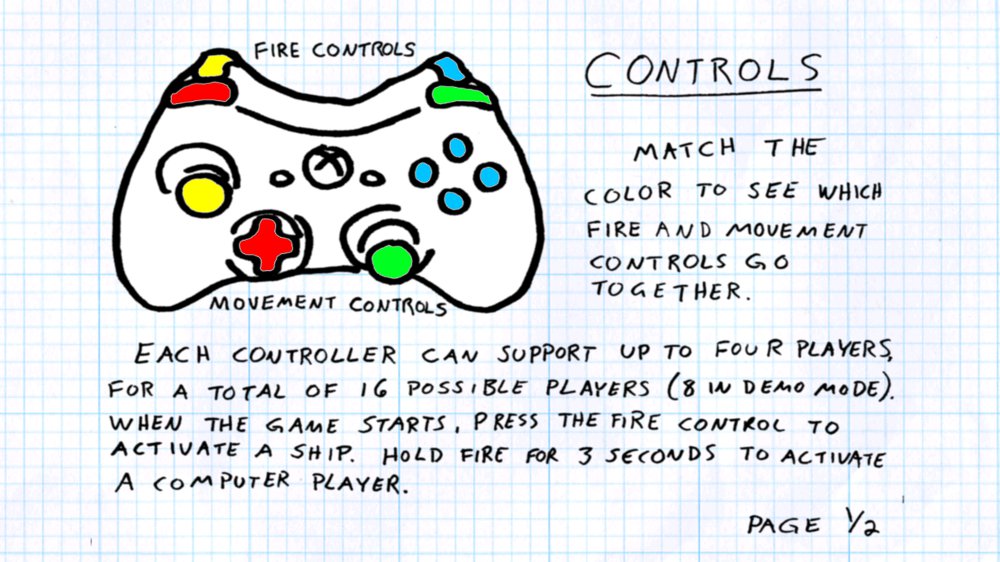 FIRE CONTROLS
CONTROLS
MATCH THE
COLOR TO SEE WHICH
FIRE AND MOVEMENT
CONTROLS GO
TOGETHER.
MOVEMENT CONTROLS
EACH CONTROLLER CAN SUPPORT UP TO FOUR PLAYERS,
FOR A TOTAL OF 16 POSSIBLE PLAYERS (8 IN DEMO MODE).
WHEN THE GAME STARTS, PRESS THE FIRE CONTROL TO
ACTIVATE A SHIP. HOLD FIRE FOR 3 SECONDS TO ACTIVATE
A COMPUTER PLAYER.
PAGE 1/2